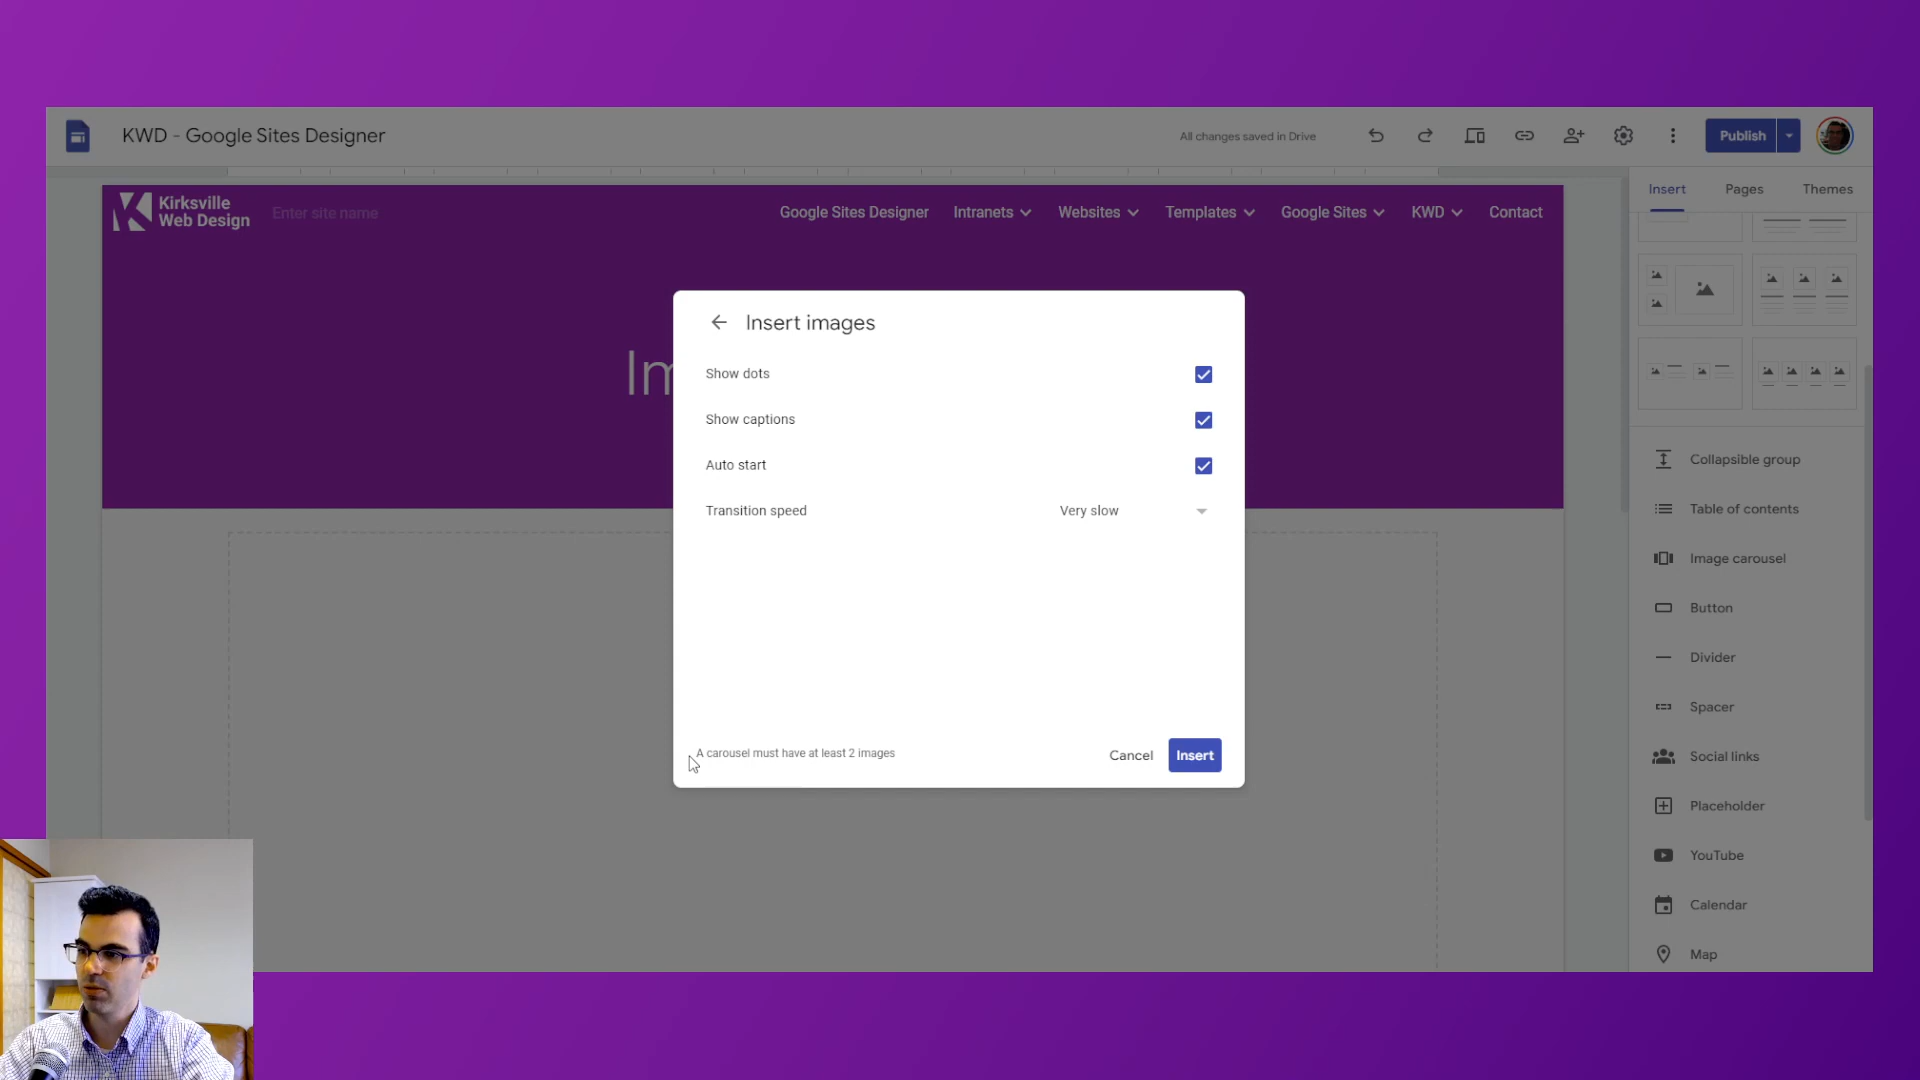 KWD - Google Sites Designer
All changes saved in Drive
Publish
Kirksville
Web Design
Enter site name
Google Sites Designer
Intranets
Websites
Templates
Google Sites
KWD
Contact
Im
Insert images
Show dots
Show captions
Auto start
Transition speed
Very slow
A carousel must have at least 2 images
Cancel
Insert
Insert
Pages
Themes
Collapsible group
Table of contents
Image carousel
Button
Divider
Spacer
Social links
Placeholder
YouTube
Calendar
Map